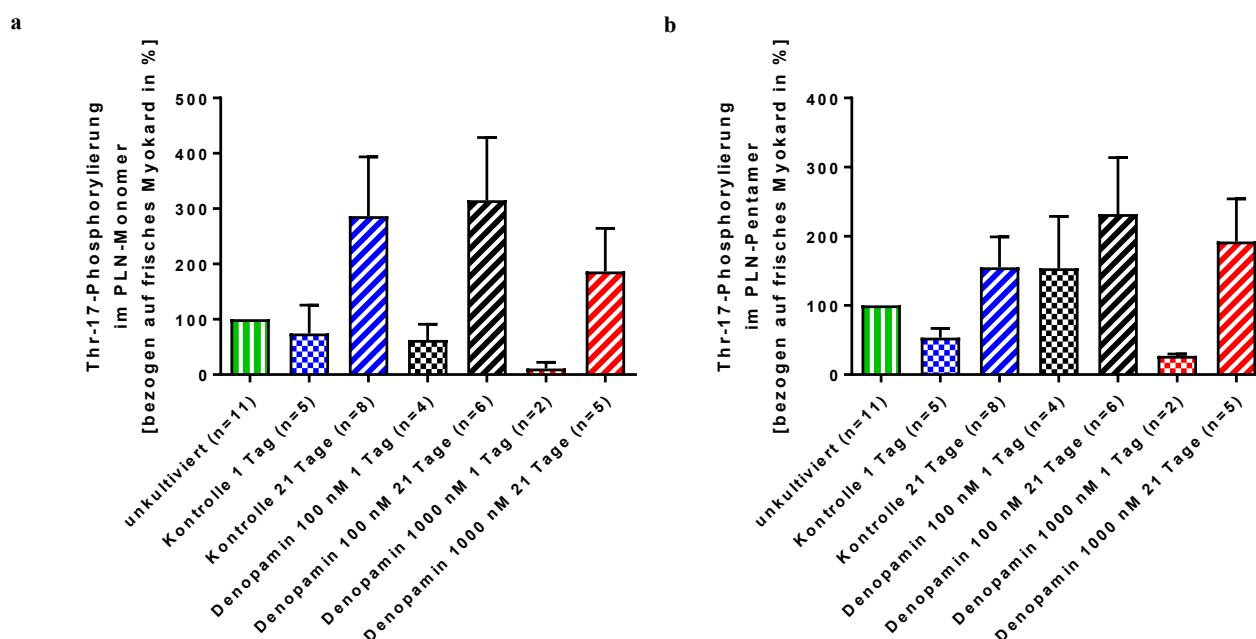 a
Thr-17-Phosphorylierung
im PLN-Monomer
[bezogen auf frisches Myokard in %]
500
400
300
200
100
0
unkultiviert (n=11)
Kontrolle 1 Tag (n=5)
Kontrolle 21 Tage (n=8)
Denopamin 100 nM 1 Tag (n=4)
Denopamin 100 nM 21 Tage (n=6)
Denopamin 1000 nM 1 Tag (n=2)
Denopamin 1000 nM 21 Tage (n=5)
b
Thr-17-Phosphorylierung
im PLN-Pentamer
[bezogen auf frisches Myokard in %]
400
300
200
100
0
unkultiviert (n=11)
Kontrolle 1 Tag (n=5)
Kontrolle 21 Tage (n=8)
Denopamin 100 nM 1 Tag (n=4)
Denopamin 100 nM 21 Tage (n=6)
Denopamin 1000 nM 1 Tag (n=2)
Denopamin 1000 nM 21 Tage (n=5)